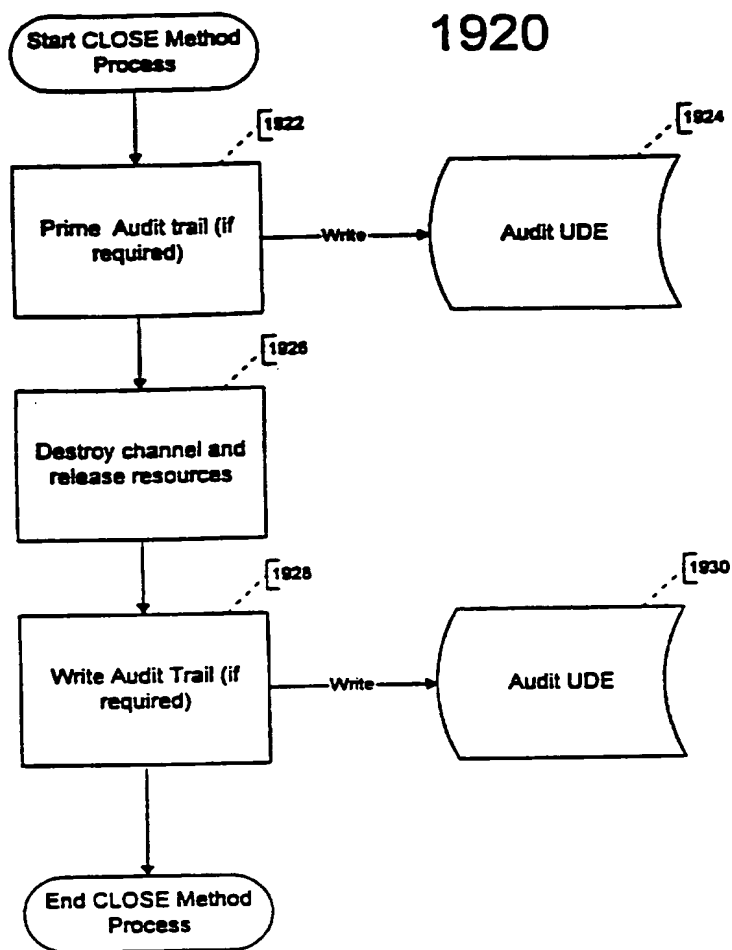 1920
Start CLOSE Method
Process
1922
1924
Prime Audit trail (if
required)
Write
Audit UDE
1926
Destroy channel and
release resources
1928
1930
Write Audit Trail (if
required)
Write
Audit UDE
End CLOSE Method
Process